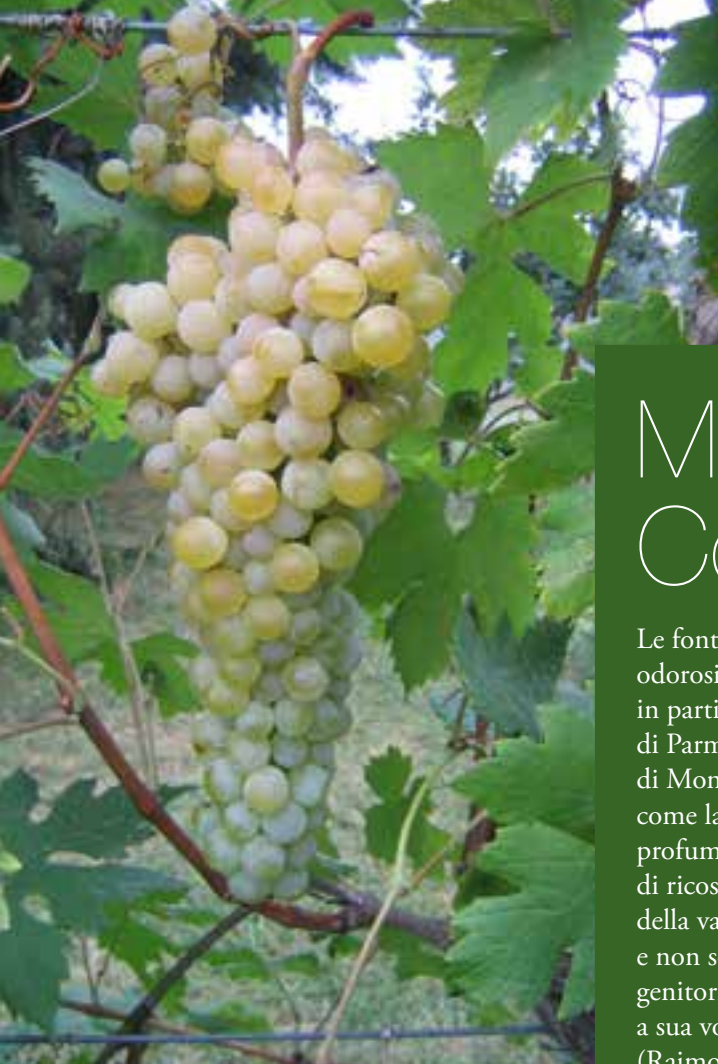 M
C
Le font
odorosi
in parti
di Parm
di Mon
come la
profum
di ricos
della va
e non s
genitor
a sua vo
(Raimo